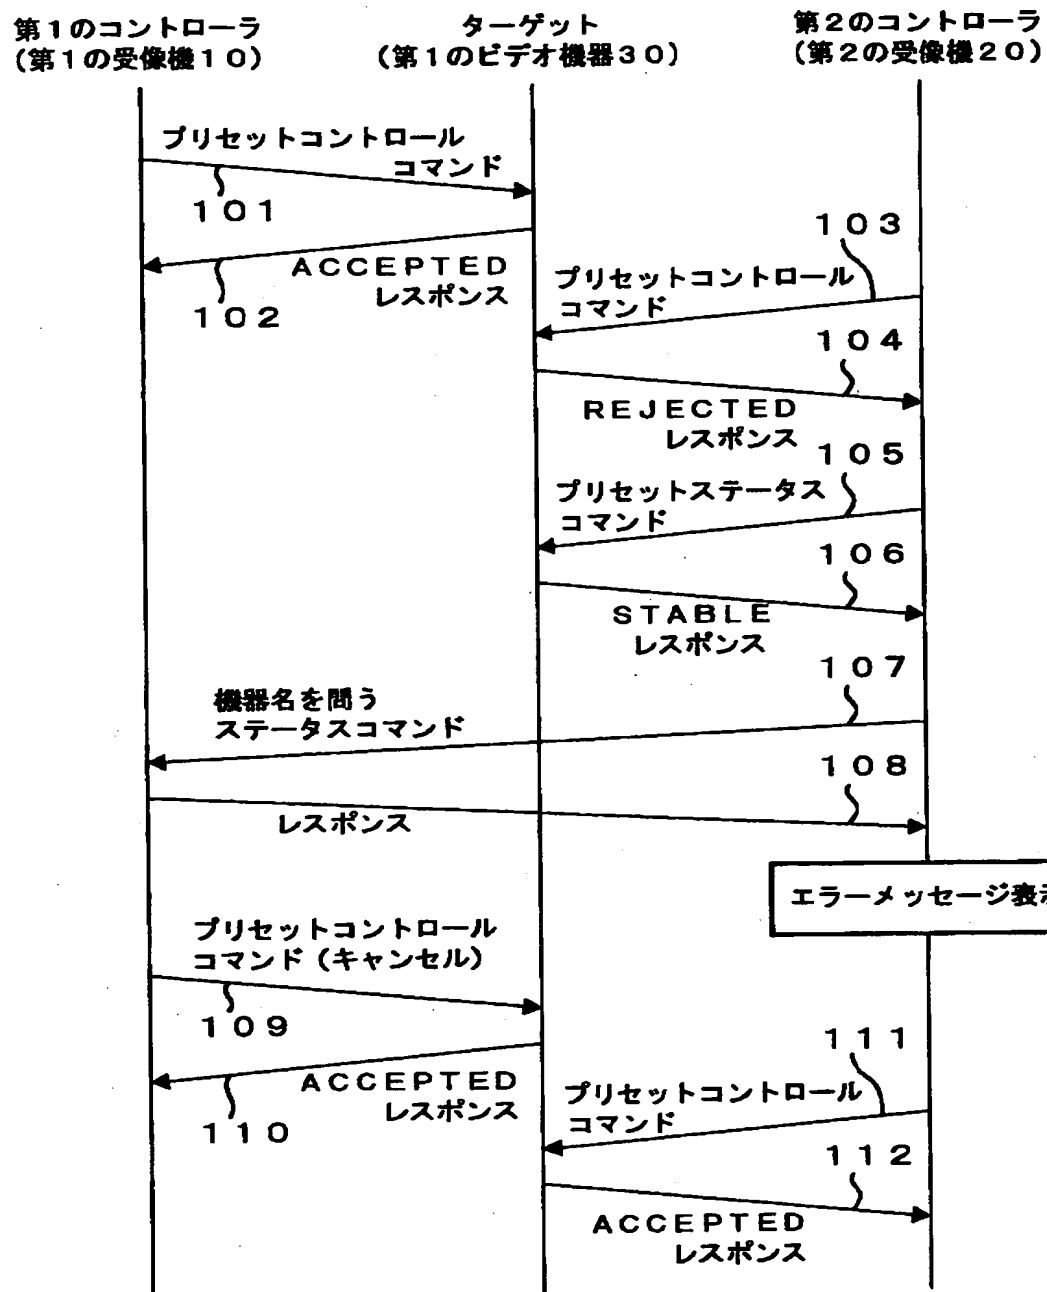 第１のコントローラ
(第１の受像機１０)
ターゲット
(第１のビデオ機器３０)
第２のコントローラ
(第２の受像機２０)
プリセットコントロール
コマンド
１０１
ACCEPTED
レスポンス
１０２
１０３
プリセットコントロール
コマンド
１０４
REJECTED
レスポンス
１０５
プリセットステータス
コマンド
１０６
STABLE
レスポンス
１０７
機器名を問う
ステータスコマンド
１０８
レスポンス
エラーメッセージ表
プリセットコントロール
コマンド（キャンセル）
１０９
ACCEPTED
レスポンス
１１０
１１１
プリセットコントロール
コマンド
１１２
ACCEPTED
レスポンス